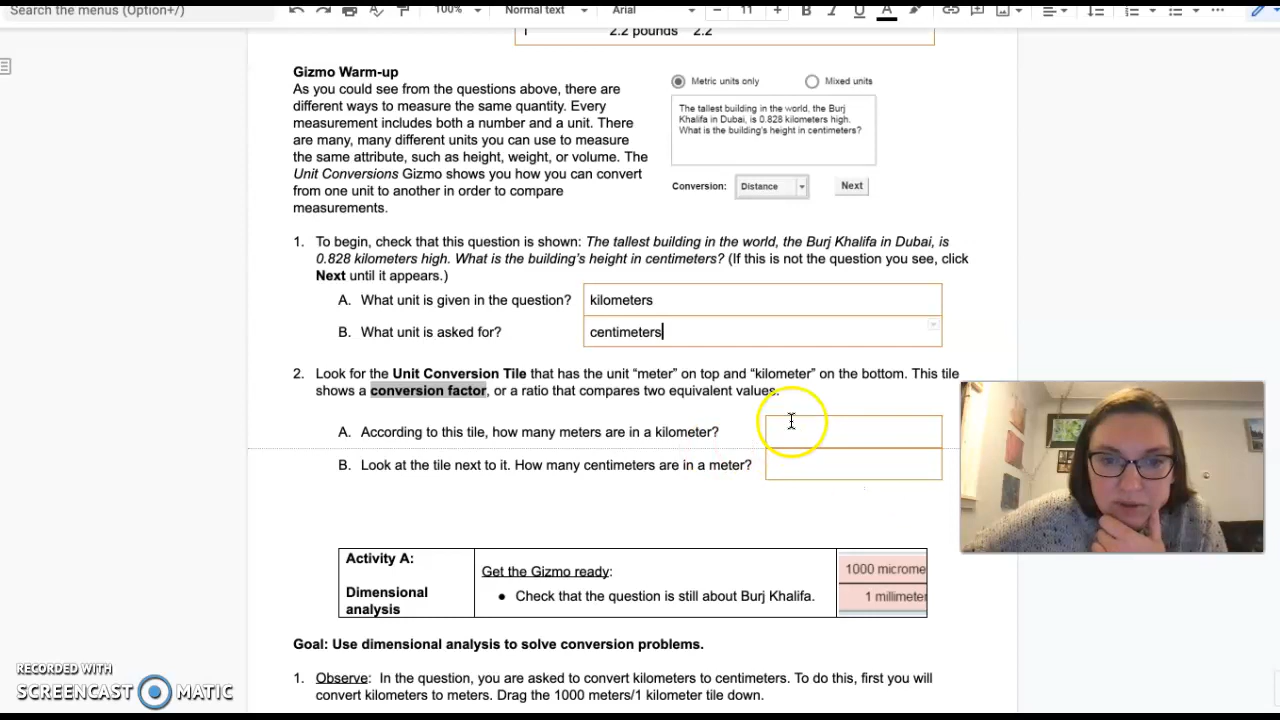 Search the menus (Option+/)
100%
Normal text
Arial
11
B I U A
1 2.2 pounds 2.2
Gizmo Warm-up
As you could see from the questions above, there are
different ways to measure the same quantity. Every
measurement includes both a number and a unit. There
are many, many different units you can use to measure
the same attribute, such as height, weight, or volume. The
Unit Conversions Gizmo shows you how you can convert
from one unit to another in order to compare
measurements.
Metric units only
Mixed units
The tallest building in the world, the Burj
Khalifa in Dubai, is 0.828 kilometers high.
What is the building's height in centimeters?
Conversion: Distance Next
1. To begin, check that this question is shown: The tallest building in the world, the Burj Khalifa in Dubai, is
0.828 kilometers high. What is the building's height in centimeters? (If this is not the question you see, click
Next until it appears.)
A. What unit is given in the question? kilometers
B. What unit is asked for? centimeters
2. Look for the Unit Conversion Tile that has the unit “meter” on top and “kilometer” on the bottom. This tile
shows a conversion factor, or a ratio that compares two equivalent values.
A. According to this tile, how many meters are in a kilometer?
B. Look at the tile next to it. How many centimeters are in a meter?
Activity A:
Dimensional
analysis
Get the Gizmo ready:
● Check that the question is still about Burj Khalifa.
1000 microme
1 millimeter
Goal: Use dimensional analysis to solve conversion problems.
1. Observe: In the question, you are asked to convert kilometers to centimeters. To do this, first you will
convert kilometers to meters. Drag the 1000 meters/1 kilometer tile down.
RECORDED WITH
SCREENCAST MATIC